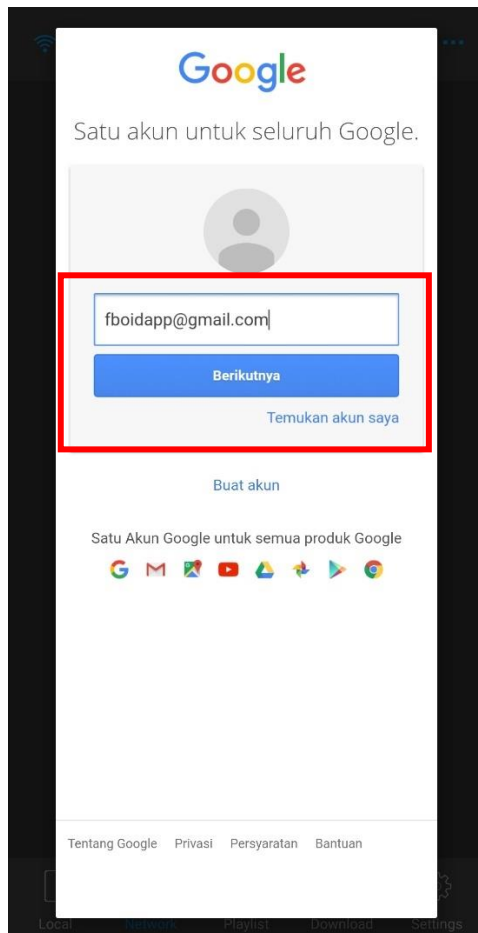 Google
Satu akun untuk seluruh Google.
fboidapp@gmail.com
Berikutnya
Temukan akun saya
Buat akun
Satu Akun Google untuk semua produk Google
Tentang Google Privasi Persyaratan Bantuan
Local Network Playlist Download Settings